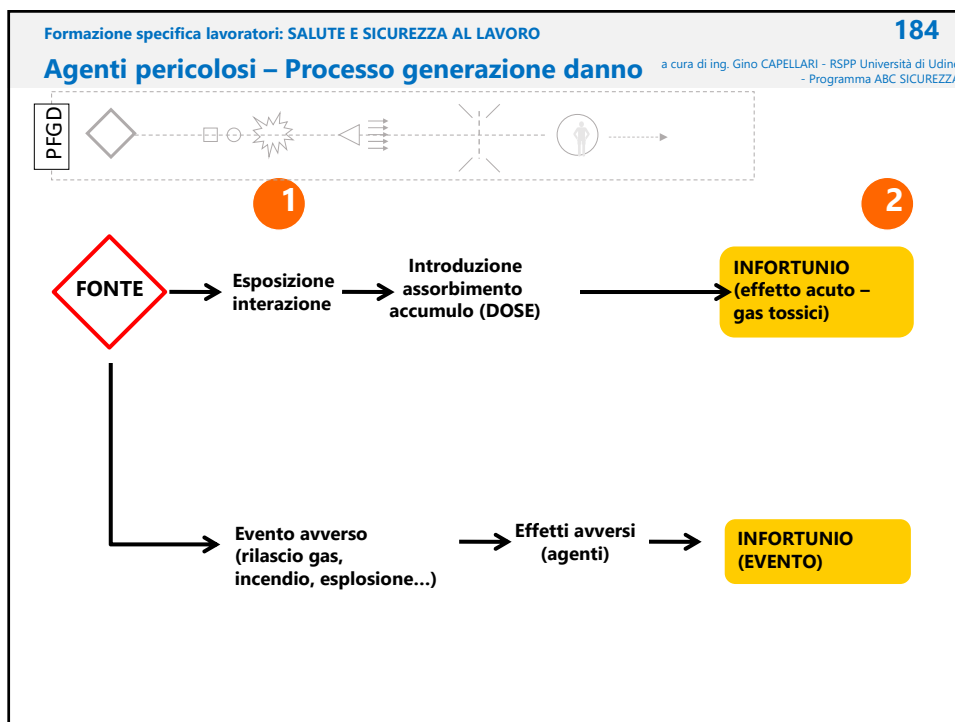 Formazione specifica lavoratori: SALUTE E SICUREZZA AL LAVORO
184
Agenti pericolosi – Processo generazione danno
a cura di ing. Gino CAPELLARI - RSPP Università di Udine
- Programma ABC SICUREZZA
PFGD
1
2
FONTE
Esposizione
interazione
Introduzione
assorbimento
accumulo (DOSE)
INFORTUNIO
(effetto acuto –
gas tossici)
Evento avverso
(rilascio gas,
incendio, esplosione...)
Effetti avversi
(agenti)
INFORTUNIO
(EVENTO)